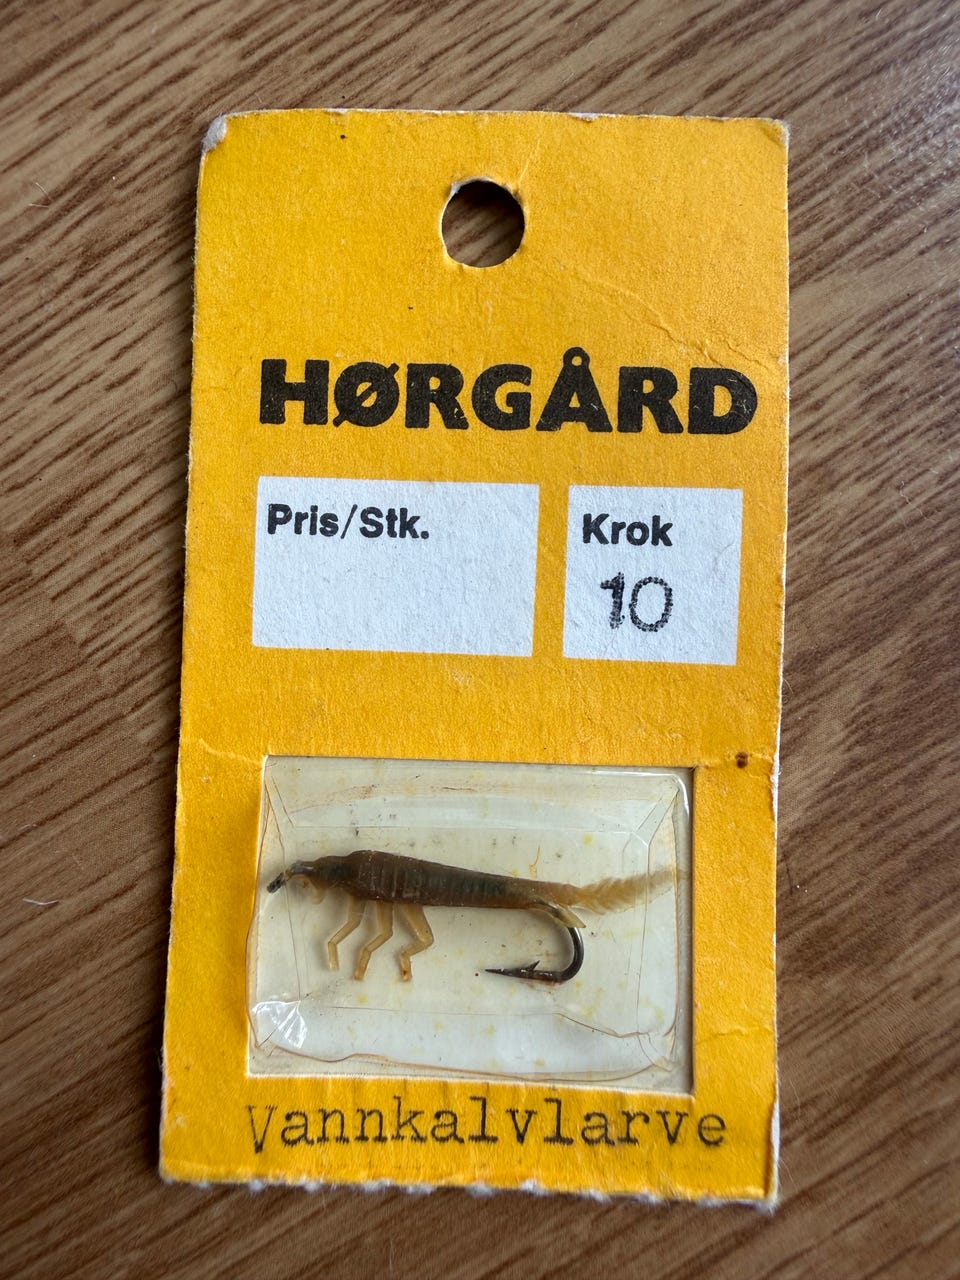 HØRGÅRD
Pris/Stk.
Krok
10
Vannkalvlarve